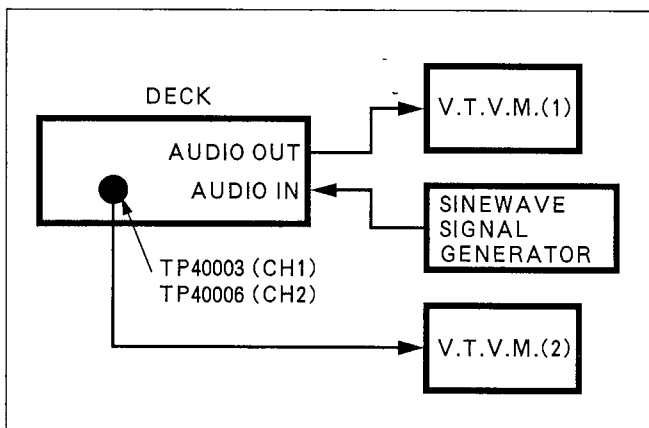 DECK
AUDIO OUT
AUDIO IN
TP40003 (CH1)
TP40006 (CH2)
V.T.V.M.(1)
SINEWAVE
SIGNAL
GENERATOR
V.T.V.M.(2)